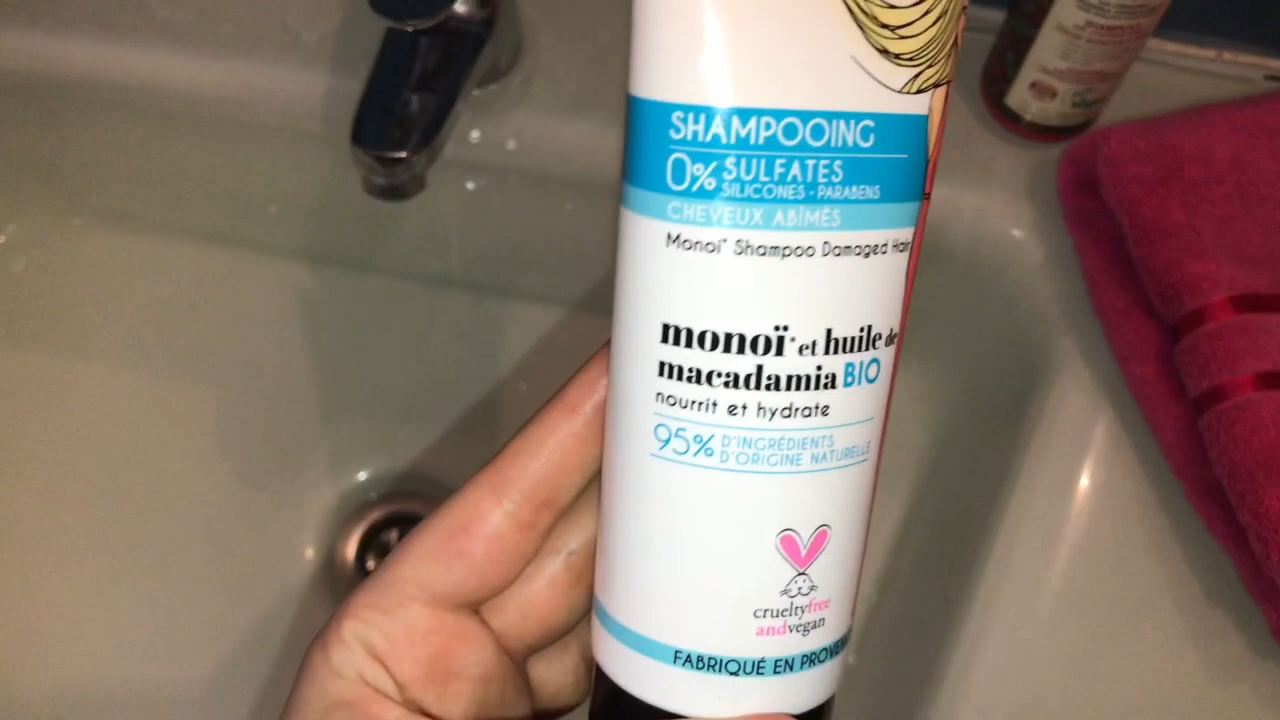 SHAMPOOING
0% SULFATES
SILICONES • PARABENS
CHEVEUX ABÎMÉS
Monoï* Shampoo Damaged Hair
monoï* et huile de
macadamia BIO
nourrit et hydrate
95% D'INGRÉDIENTS
D'ORIGINE NATURELLE
crueltyfree
andvegan
FABRIQUÉ EN